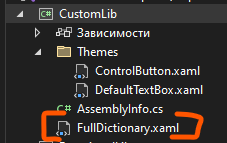 CustomLib
Зависимости
Themes
ControlButton.xaml
DefaultTextBox.xaml
C# AssemblyInfo.cs
FullDictionary.xaml